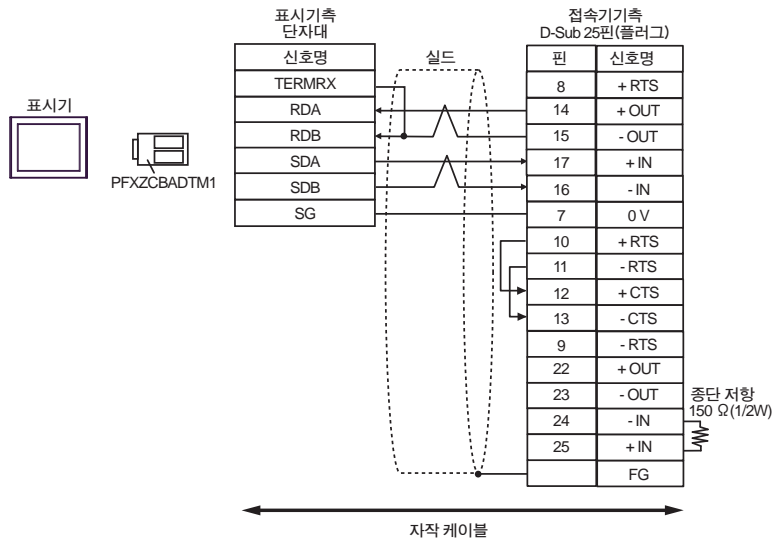 표시기
PFXZCBADTM1
표시기측
단자대
신호명
TERMRX
RDA
RDB
SDA
SDB
SG
실드
접속기기측
D-Sub 25핀(플러그)
핀 신호명
8 +RTS
14 +OUT
15 -OUT
17 +IN
16 -IN
7 0 V
10 +RTS
11 -RTS
12 +CTS
13 -CTS
9 -RTS
22 +OUT
23 -OUT
24 -IN
25 +IN
FG
종단 저항
150 Ω(1/2W)
자작 케이블